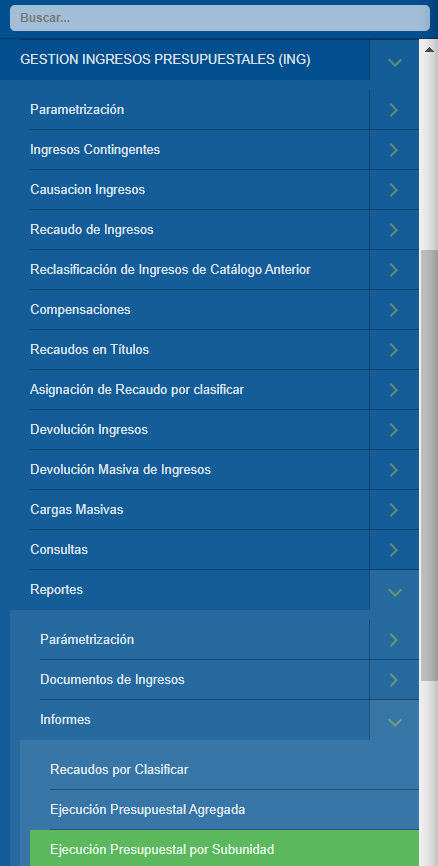 Buscar...
GESTION INGRESOS PRESUPUESTALES (ING)
Parametrización
Ingresos Contingentes
Causacion Ingresos
Recaudo de Ingresos
Reclasificación de Ingresos de Catálogo Anterior
Compensaciones
Recaudos en Títulos
Asignación de Recaudo por clasificar
Devolución Ingresos
Devolución Masiva de Ingresos
Cargas Masivas
Consultas
Reportes
Parámetrización
Documentos de Ingresos
Informes
Recaudos por Clasificar
Ejecución Presupuestal Agregada
Ejecución Presupuestal por Subunidad